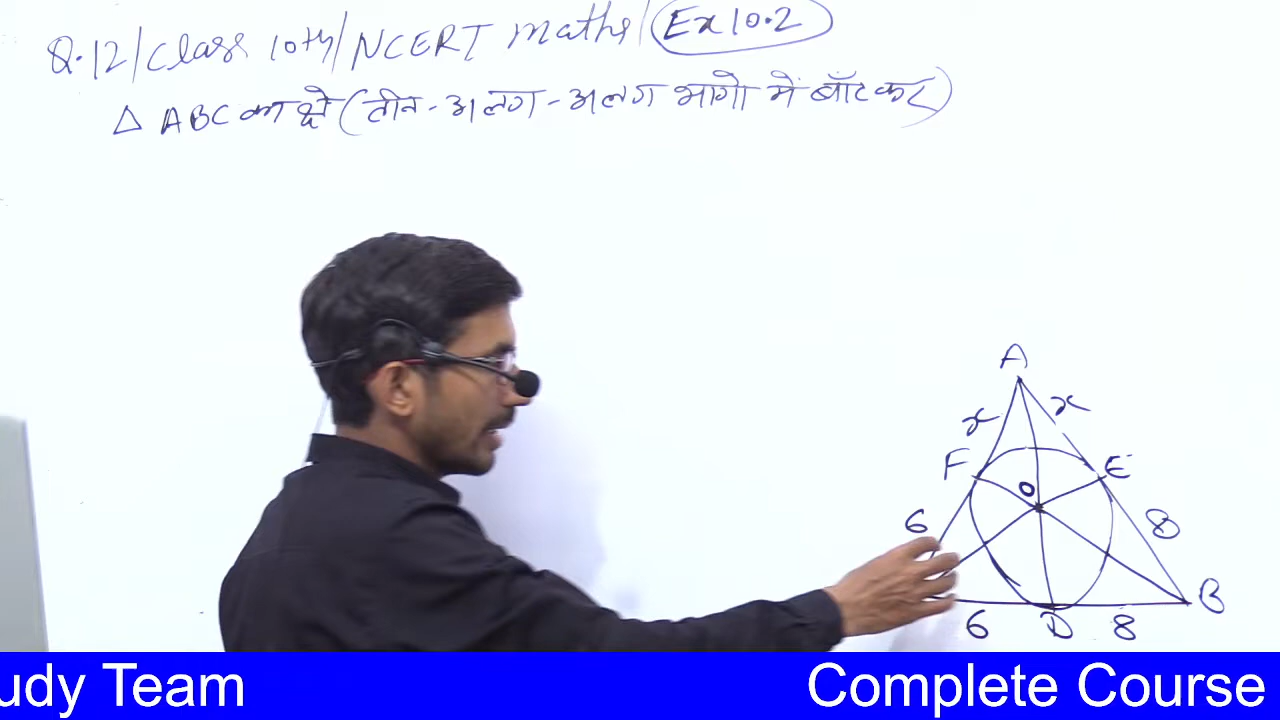 Q.12/Class 10th/NCERT Maths/Ex 10.2
△ ABC का क्षे (तीन-अलग-अलग भागो में बाँट कर)
A
x x
F E
O
6 8
B
6 D 8
udy Team Complete Course